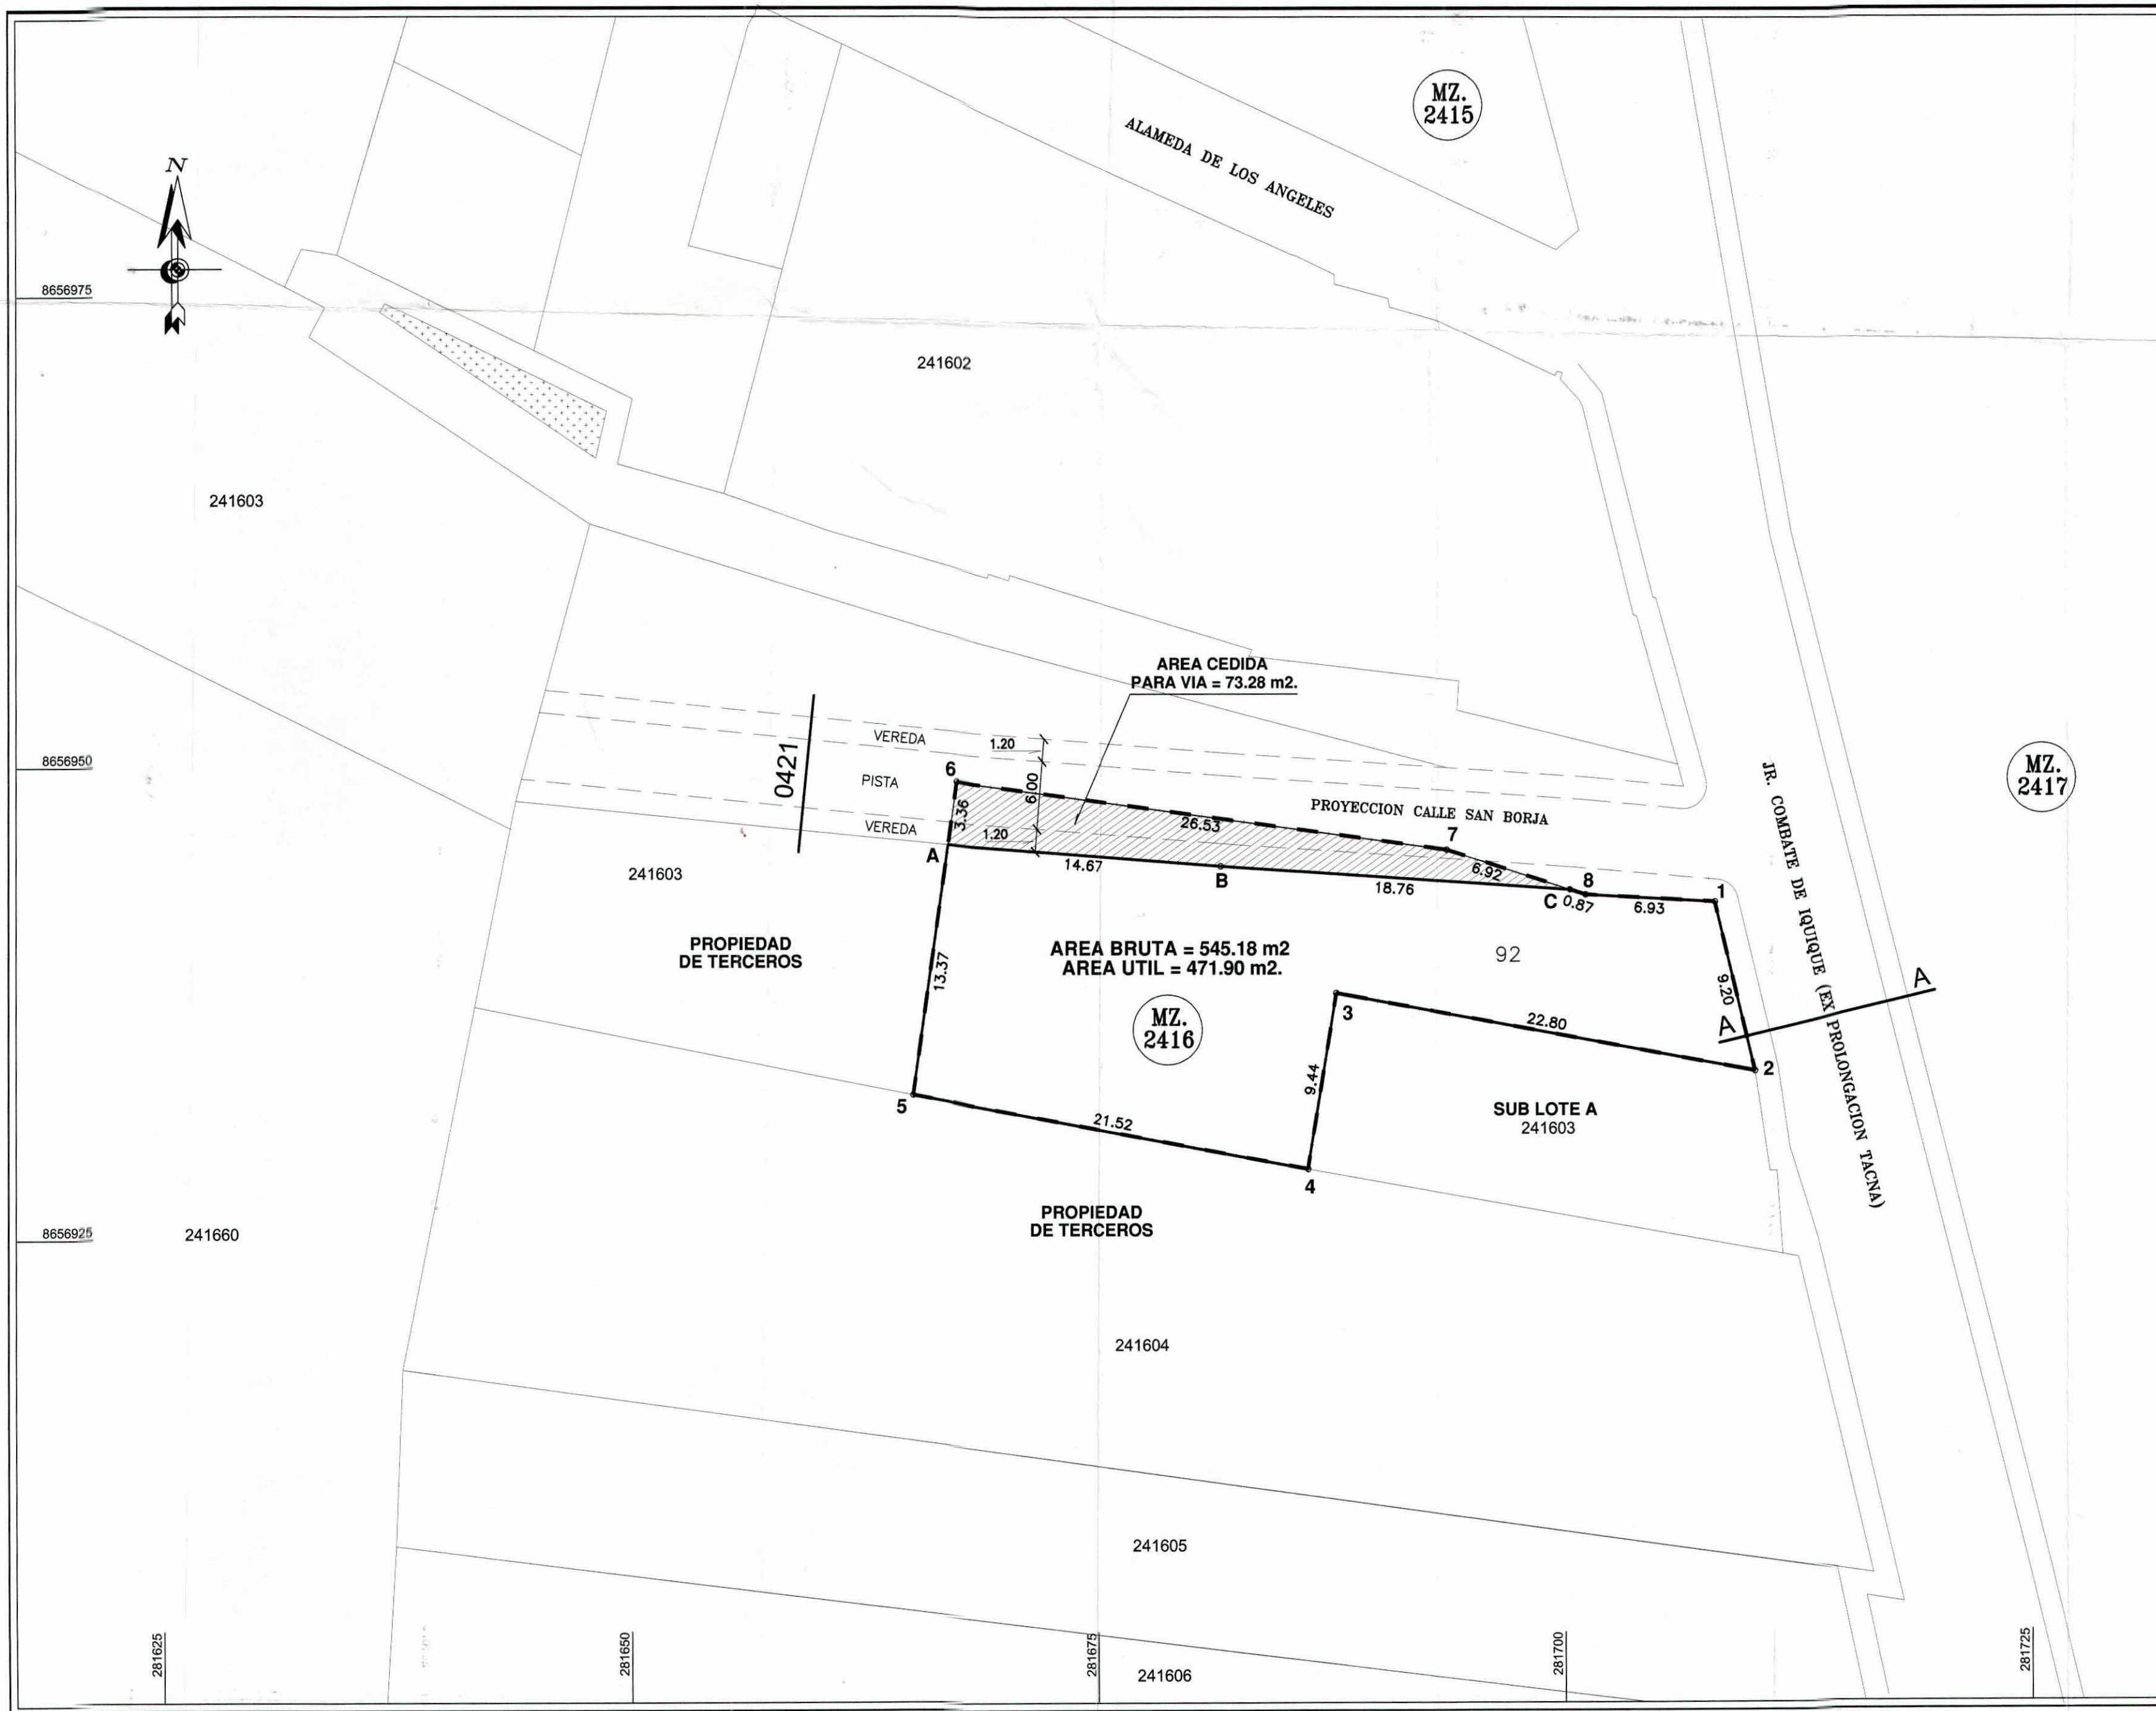 MZ.
2415
ALAMEDA DE LOS ANGELES
N
8656975
241602
241603
AREA CEDIDA
PARA VIA = 73.28 m2.
VEREDA
1.20
0421
8656950
6
PISTA
6.00
MZ.
2417
PROYECCION CALLE SAN BORJA
3.36
26.53
VEREDA
1.20
7
A
14.67
B
6.92
8
241603
18.76
C
0.87
6.93
1
JR. COMBATE DE IQUIQUE (EX PROLONGACION TACNA)
PROPIEDAD
DE TERCEROS
AREA BRUTA = 545.18 m2
AREA UTIL = 471.90 m2.
92
13.37
9.20
A
A
3
22.80
MZ.
2416
2
9.44
5
21.52
SUB LOTE A
241603
4
PROPIEDAD
DE TERCEROS
8656925
241660
241604
241605
281625
281650
281675
281700
281725
241606